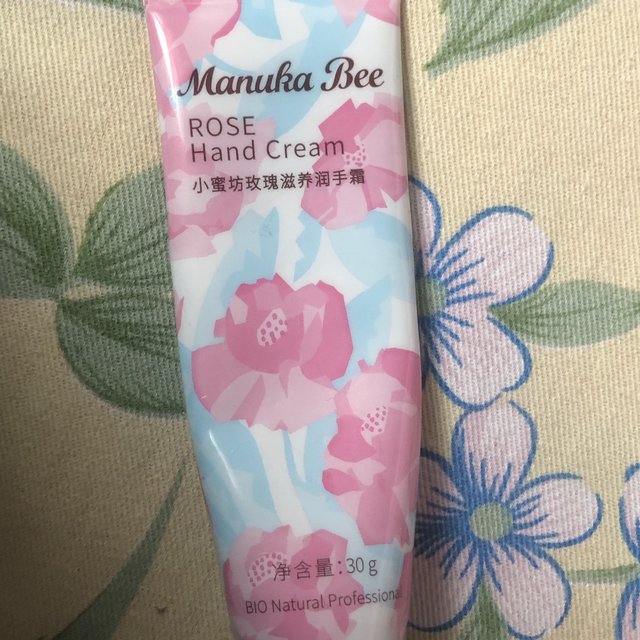 Manuka Bee
ROSE
Hand Cream
小蜜坊玫瑰滋养润手霜
净含量:30g
BIO Natural Professional